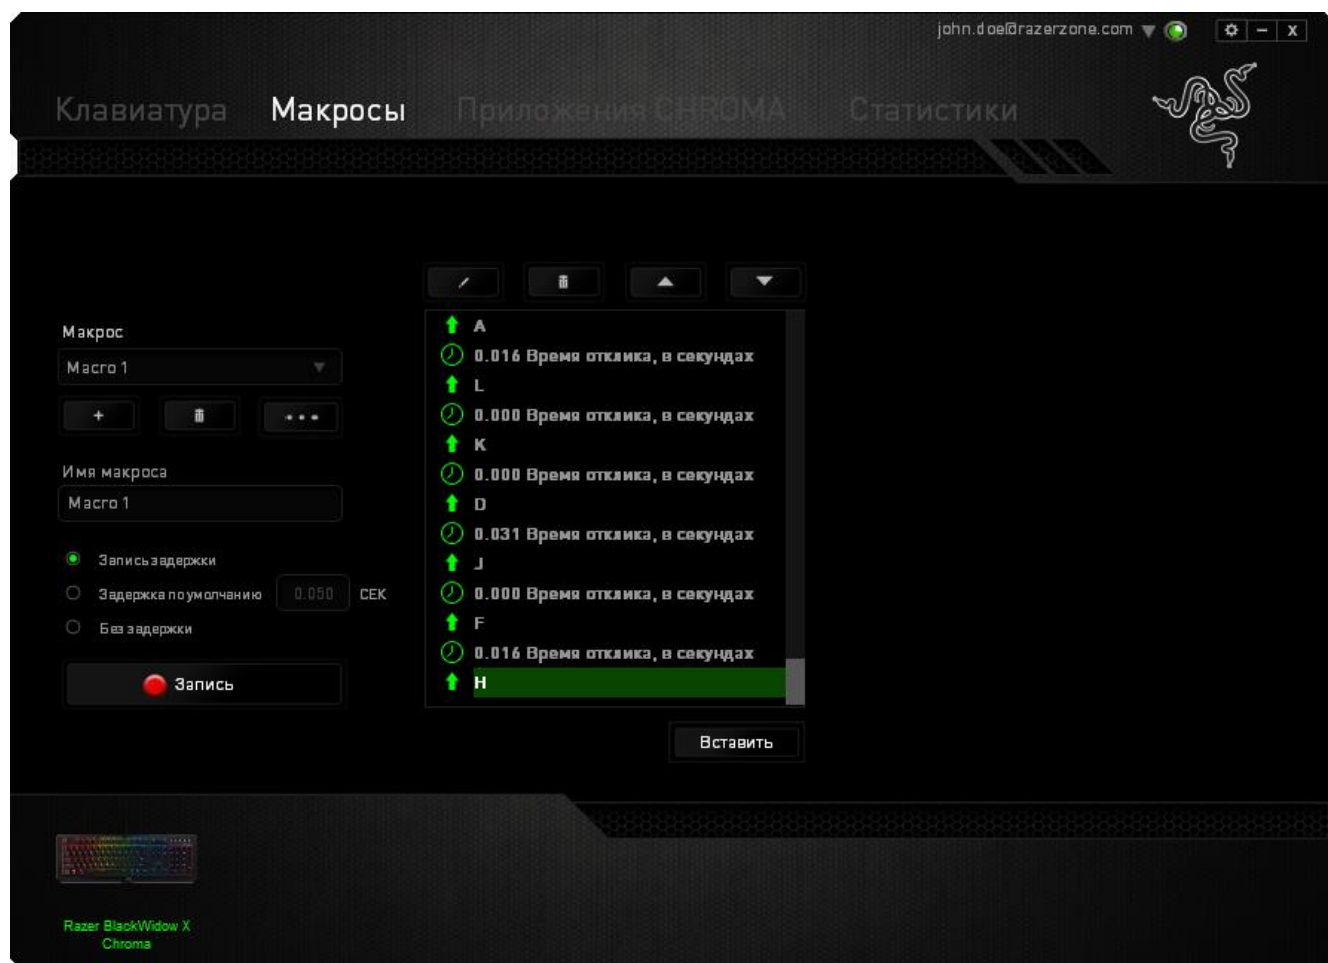 john.doe@razerzone.com
Клавиатура Макросы Приложения CHROMA Статистики
Макрос
Macro 1
Имя макроса
Macro 1
Запись задержки
Задержка по умолчанию 0.050 СЕК
Без задержки
Запись
A
0.016 Время отклика, в секундах
L
0.000 Время отклика, в секундах
K
0.000 Время отклика, в секундах
D
0.031 Время отклика, в секундах
J
0.000 Время отклика, в секундах
F
0.016 Время отклика, в секундах
H
Вставить
Razer BlackWidow X
Chroma